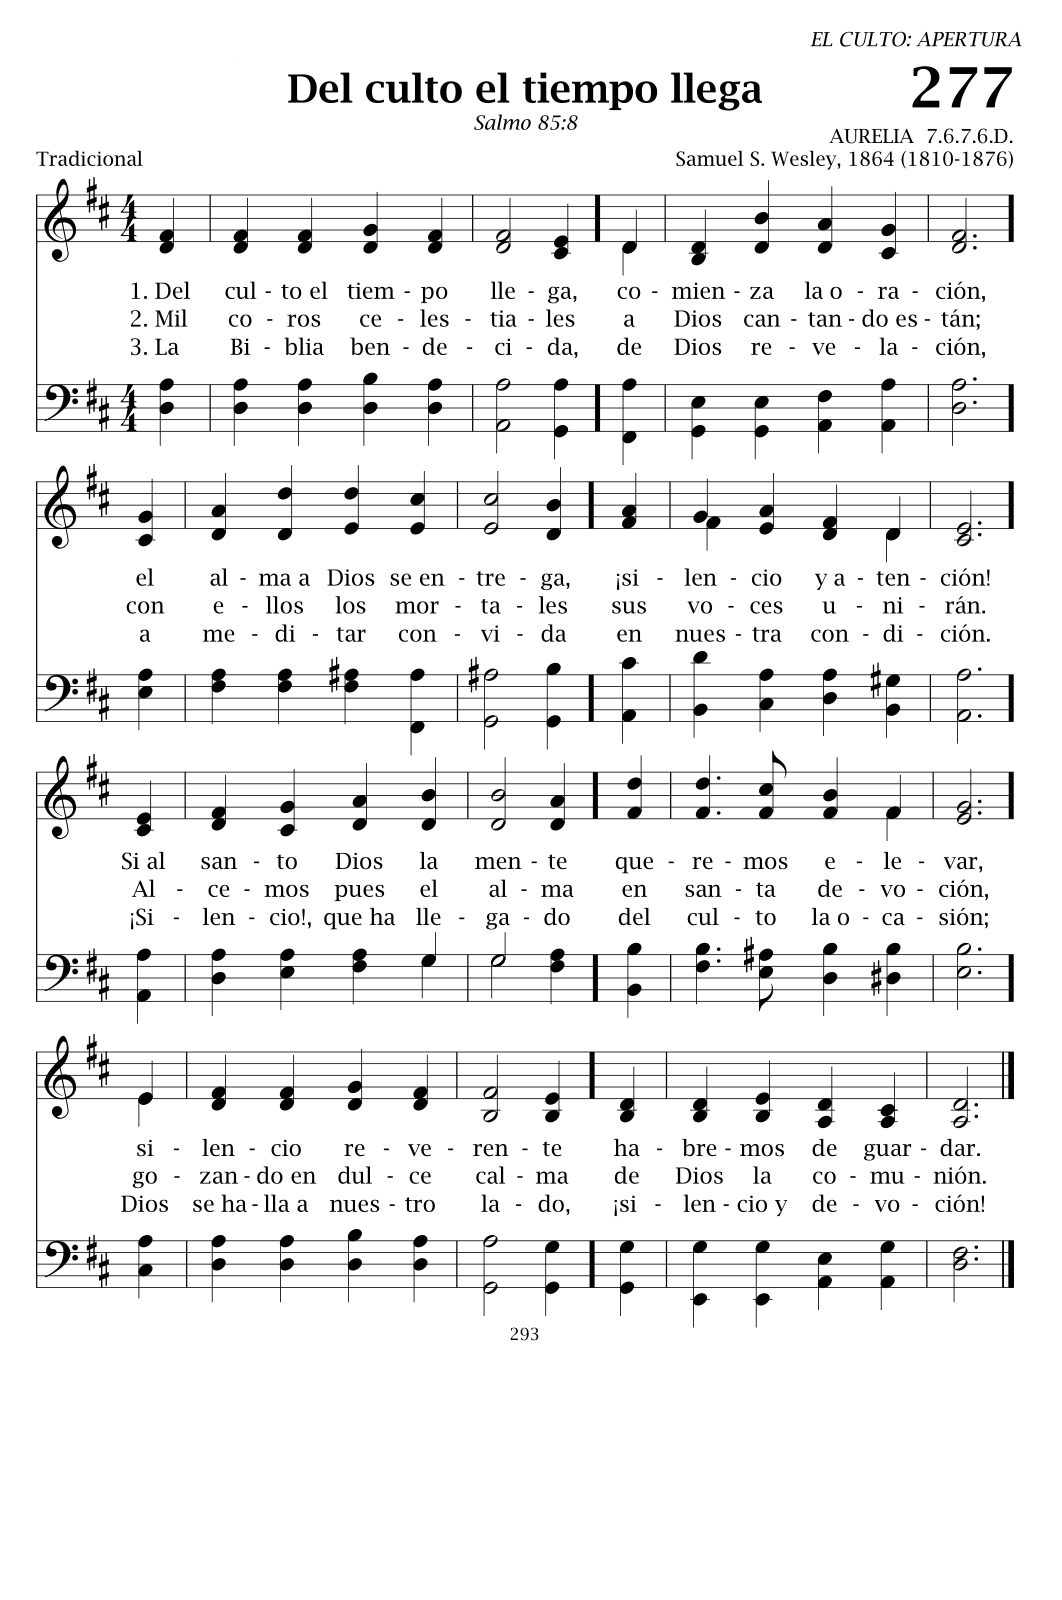 EL CULTO: APERTURA
Del culto el tiempo llega
277
Salmo 85:8
AURELIA 7.6.7.6.D.
Tradicional
Samuel S. Wesley, 1864 (1810-1876)
1. Del cul - to el tiem - po lle - ga, co - mien - za la o - ra - ción,
2. Mil co - ros ce - les - tia - les a Dios can - tan - do es - tán;
3. La Bi - blia ben - de - ci - da, de Dios re - ve - la - ción,
el al - ma a Dios se en - tre - ga, ¡si - len - cio y a - ten - ción!
con e - llos los mor - ta - les sus vo - ces u - ni - rán.
a me - di - tar con - vi - da en nues - tra con - di - ción.
Si al san - to Dios la men - te que - re - mos e - le - var,
Al - ce - mos pues el al - ma en san - ta de - vo - ción,
¡Si - len - cio!, que ha lle - ga - do del cul - to la o - ca - sión;
si - len - cio re - ve - ren - te ha - bre - mos de guar - dar.
go - zan - do en dul - ce cal - ma de Dios la co - mu - nión.
Dios se ha - lla a nues - tro la - do, ¡si - len - cio y de - vo - ción!
293